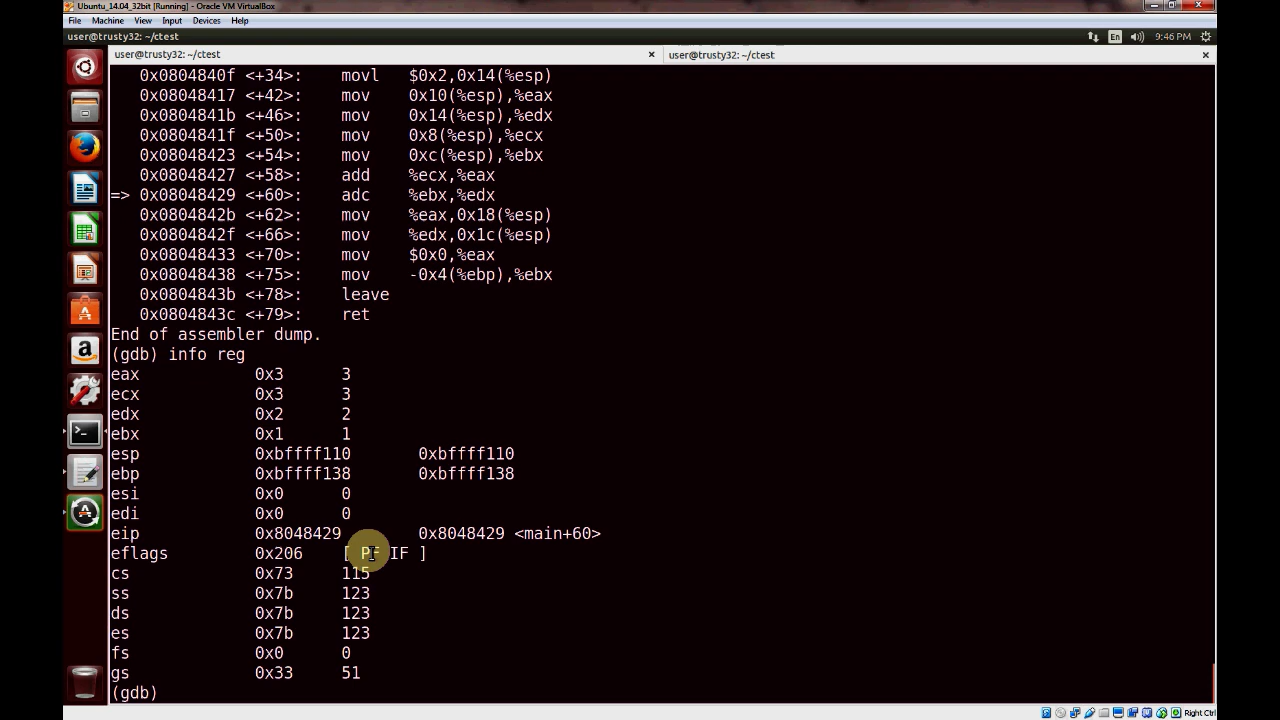 Ubuntu_14.04_32bit [Running] - Oracle VM VirtualBox
File Machine View Input Devices Help
user@trusty32: ~/ctest
En 9:46 PM
user@trusty32: ~/ctest × user@trusty32: ~/ctest ×
0x0804840f <+34>: movl $0x2,0x14(%esp)
0x08048417 <+42>: mov 0x10(%esp),%eax
0x0804841b <+46>: mov 0x14(%esp),%edx
0x0804841f <+50>: mov 0x8(%esp),%ecx
0x08048423 <+54>: mov 0xc(%esp),%ebx
0x08048427 <+58>: add %ecx,%eax
=> 0x08048429 <+60>: adc %ebx,%edx
0x0804842b <+62>: mov %eax,0x18(%esp)
0x0804842f <+66>: mov %edx,0x1c(%esp)
0x08048433 <+70>: mov $0x0,%eax
0x08048438 <+75>: mov -0x4(%ebp),%ebx
0x0804843b <+78>: leave
0x0804843c <+79>: ret
End of assembler dump.
(gdb) info reg
eax 0x3 3
ecx 0x3 3
edx 0x2 2
ebx 0x1 1
esp 0xbffff110 0xbffff110
ebp 0xbffff138 0xbffff138
esi 0x0 0
edi 0x0 0
eip 0x8048429 0x8048429 <main+60>
eflags 0x206 [ PF IF ]
cs 0x73 115
ss 0x7b 123
ds 0x7b 123
es 0x7b 123
fs 0x0 0
gs 0x33 51
(gdb)
Right Ctrl